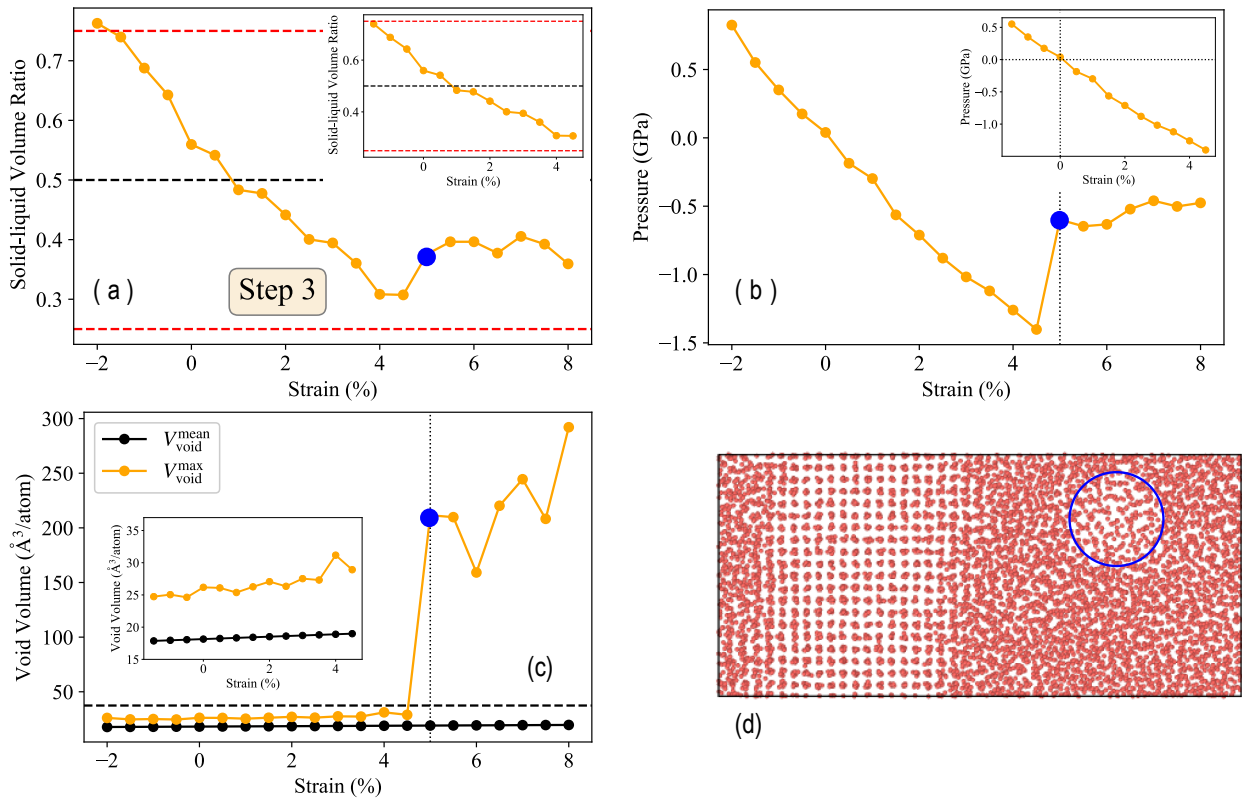 0.7
0.6
0.5
0.4
0.3
−2
0
2
4
6
8
Solid-liquid Volume Ratio
Strain (%)
( a )
Step 3
0.6
0.4
0
2
4
Solid-liquid Volume Ratio
Strain (%)
0.5
0.0
−0.5
−1.0
−1.5
−2
0
2
4
6
8
Pressure (GPa)
Strain (%)
( b )
0.5
0.0
−0.5
−1.0
0
2
4
Pressure (GPa)
Strain (%)
300
250
200
150
100
50
−2
0
2
4
6
8
Void Volume (Å³/atom)
Strain (%)
V_void^mean
V_void^max
35
30
25
20
15
0
2
4
Void Volume (Å³/atom)
Strain (%)
(c)
(d)